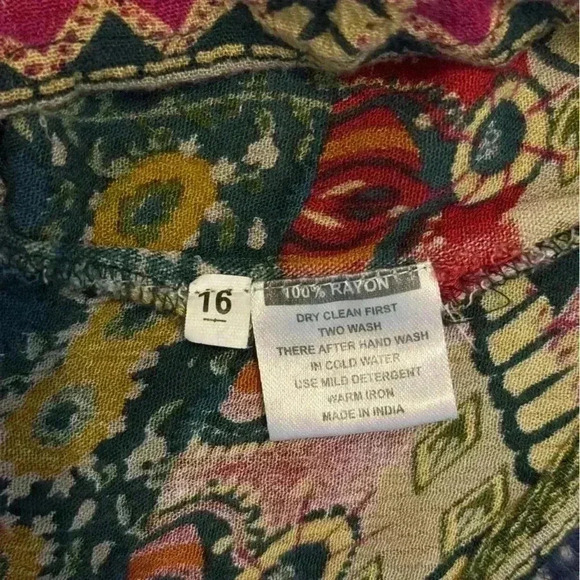 16
100% RAYON
DRY CLEAN FIRST
TWO WASH
THERE AFTER HAND WASH
IN COLD WATER
USE MILD DETERGENT
WARM IRON
MADE IN INDIA